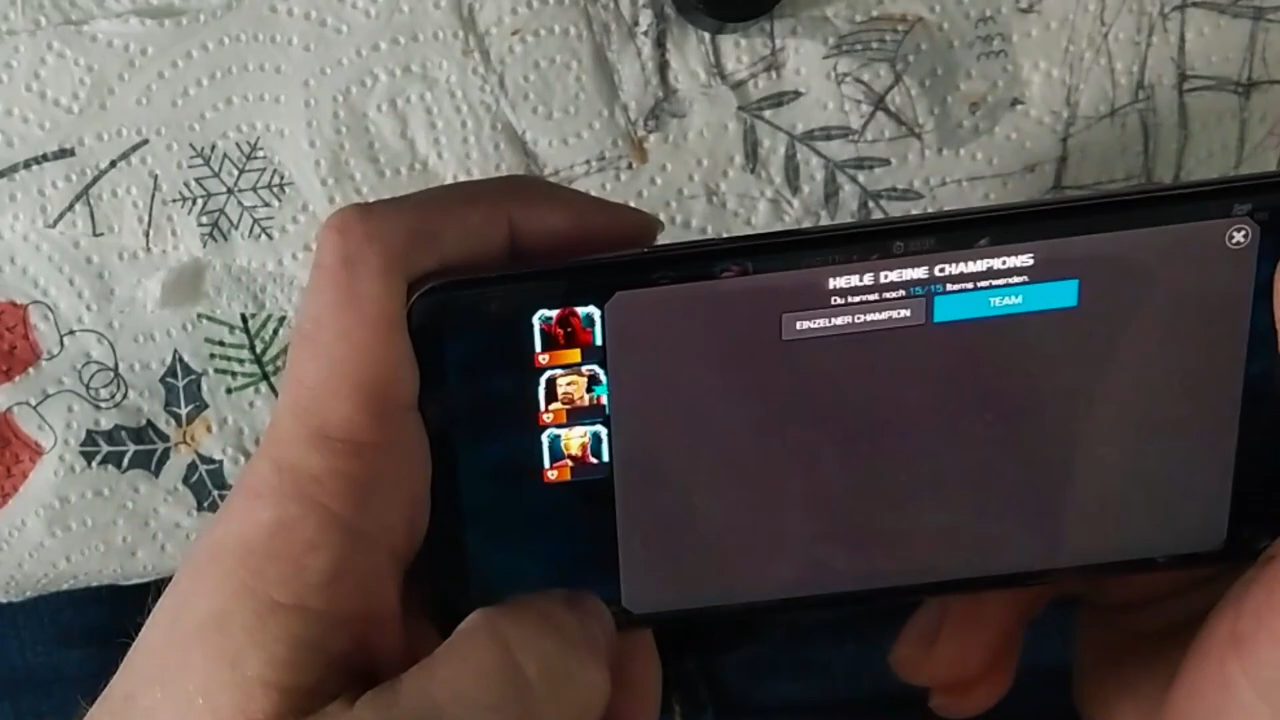 HEILE DEINE CHAMPIONS
Du kannst noch 15/15 Items verwenden.
EINZELNER CHAMPION
TEAM